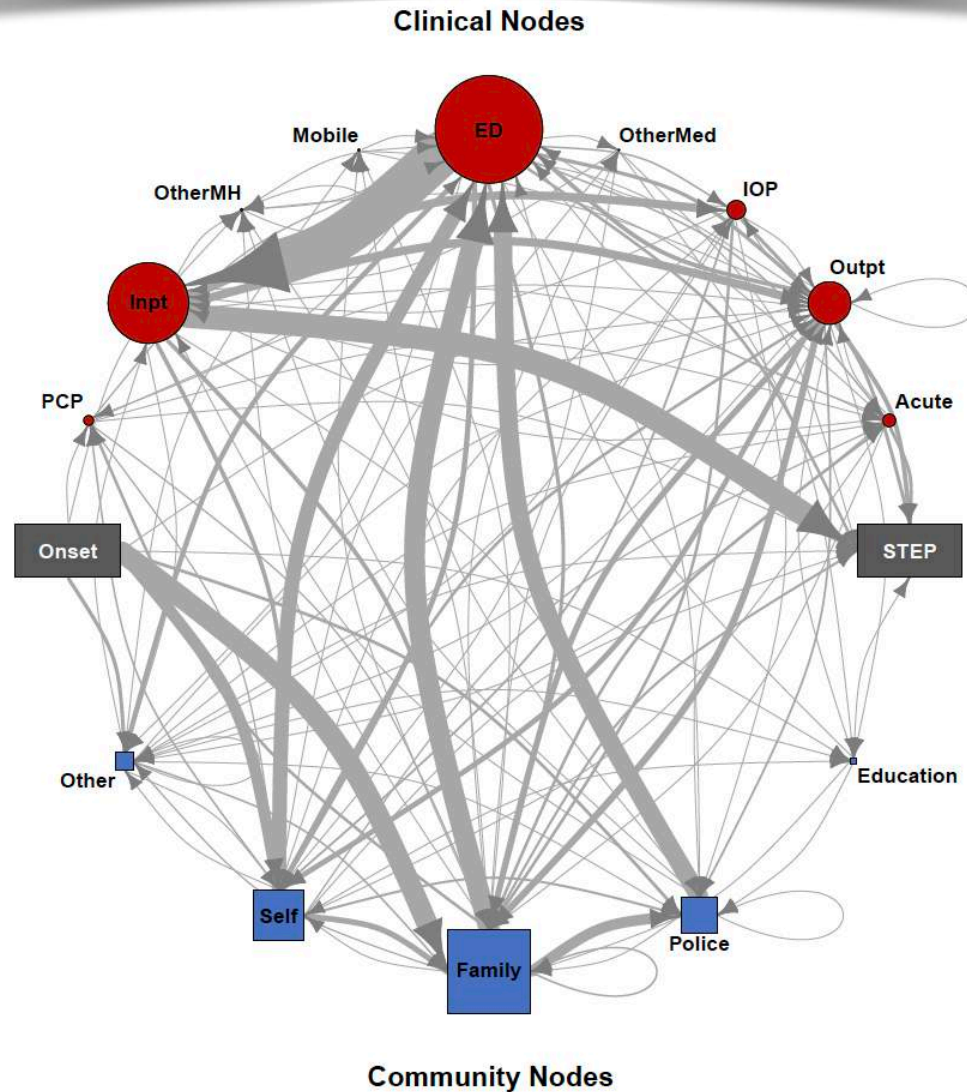 Clinical Nodes
ED
Mobile
OtherMed
OtherMH
IOP
Inpt
Outpt
PCP
Acute
Onset
STEP
Other
Education
Self
Family
Police
Community Nodes